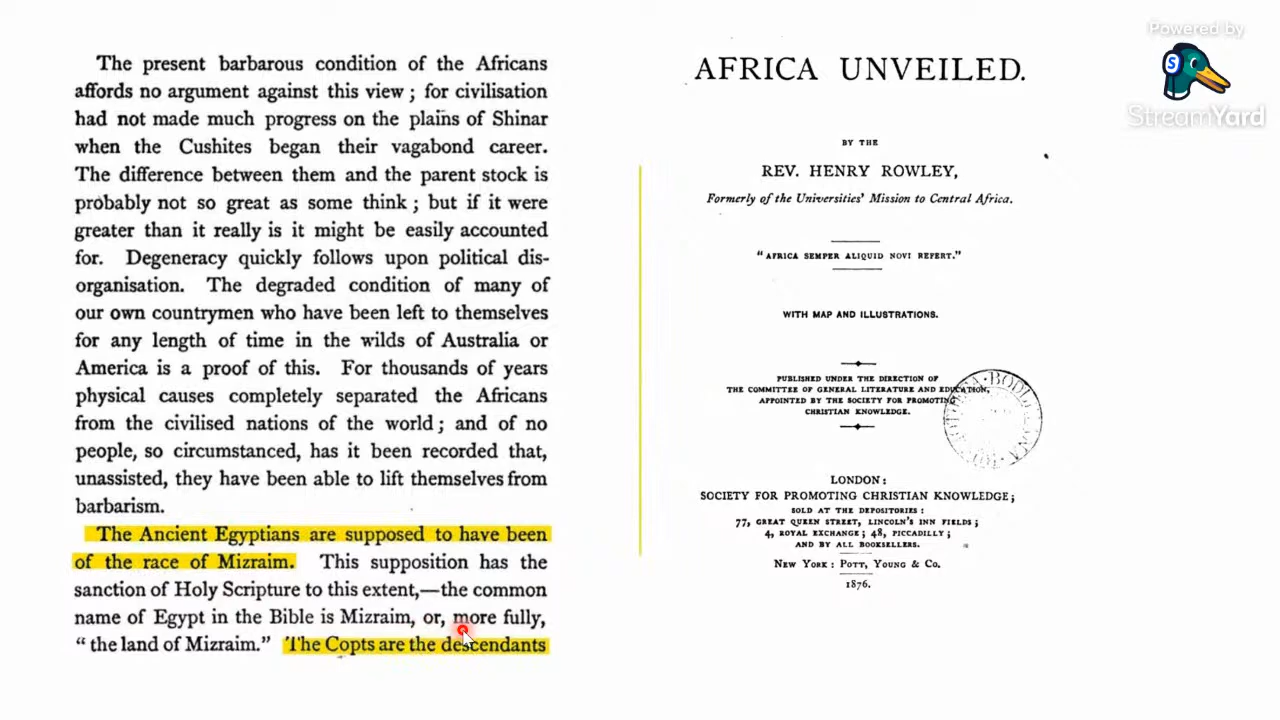 The present barbarous condition of the Africans
affords no argument against this view ; for civilisation
had not made much progress on the plains of Shinar
when the Cushites began their vagabond career.
The difference between them and the parent stock is
probably not so great as some think ; but if it were
greater than it really is it might be easily accounted
for. Degeneracy quickly follows upon political dis-
organisation. The degraded condition of many of
our own countrymen who have been left to themselves
for any length of time in the wilds of Australia or
America is a proof of this. For thousands of years
physical causes completely separated the Africans
from the civilised nations of the world ; and of no
people, so circumstanced, has it been recorded that,
unassisted, they have been able to lift themselves from
barbarism.
The Ancient Egyptians are supposed to have been
of the race of Mizraim. This supposition has the
sanction of Holy Scripture to this extent,—the common
name of Egypt in the Bible is Mizraim, or, more fully,
“ the land of Mizraim.” The Copts are the descendants
AFRICA UNVEILED.
BY THE
REV. HENRY ROWLEY,
Formerly of the Universities’ Mission to Central Africa.
“ AFRICA SEMPER ALIQUID NOVI REFERT.”
WITH MAP AND ILLUSTRATIONS.
PUBLISHED UNDER THE DIRECTION OF
THE COMMITTEE OF GENERAL LITERATURE AND EDUCATION,
APPOINTED BY THE SOCIETY FOR PROMOTING
CHRISTIAN KNOWLEDGE.
LONDON :
SOCIETY FOR PROMOTING CHRISTIAN KNOWLEDGE ;
SOLD AT THE DEPOSITORIES :
77, GREAT QUEEN STREET, LINCOLN’S INN FIELDS ;
4, ROYAL EXCHANGE ; 48, PICCADILLY ;
AND BY ALL BOOKSELLERS.
NEW YORK : POTT, YOUNG & CO.
1876.
Powered by
S
StreamYard